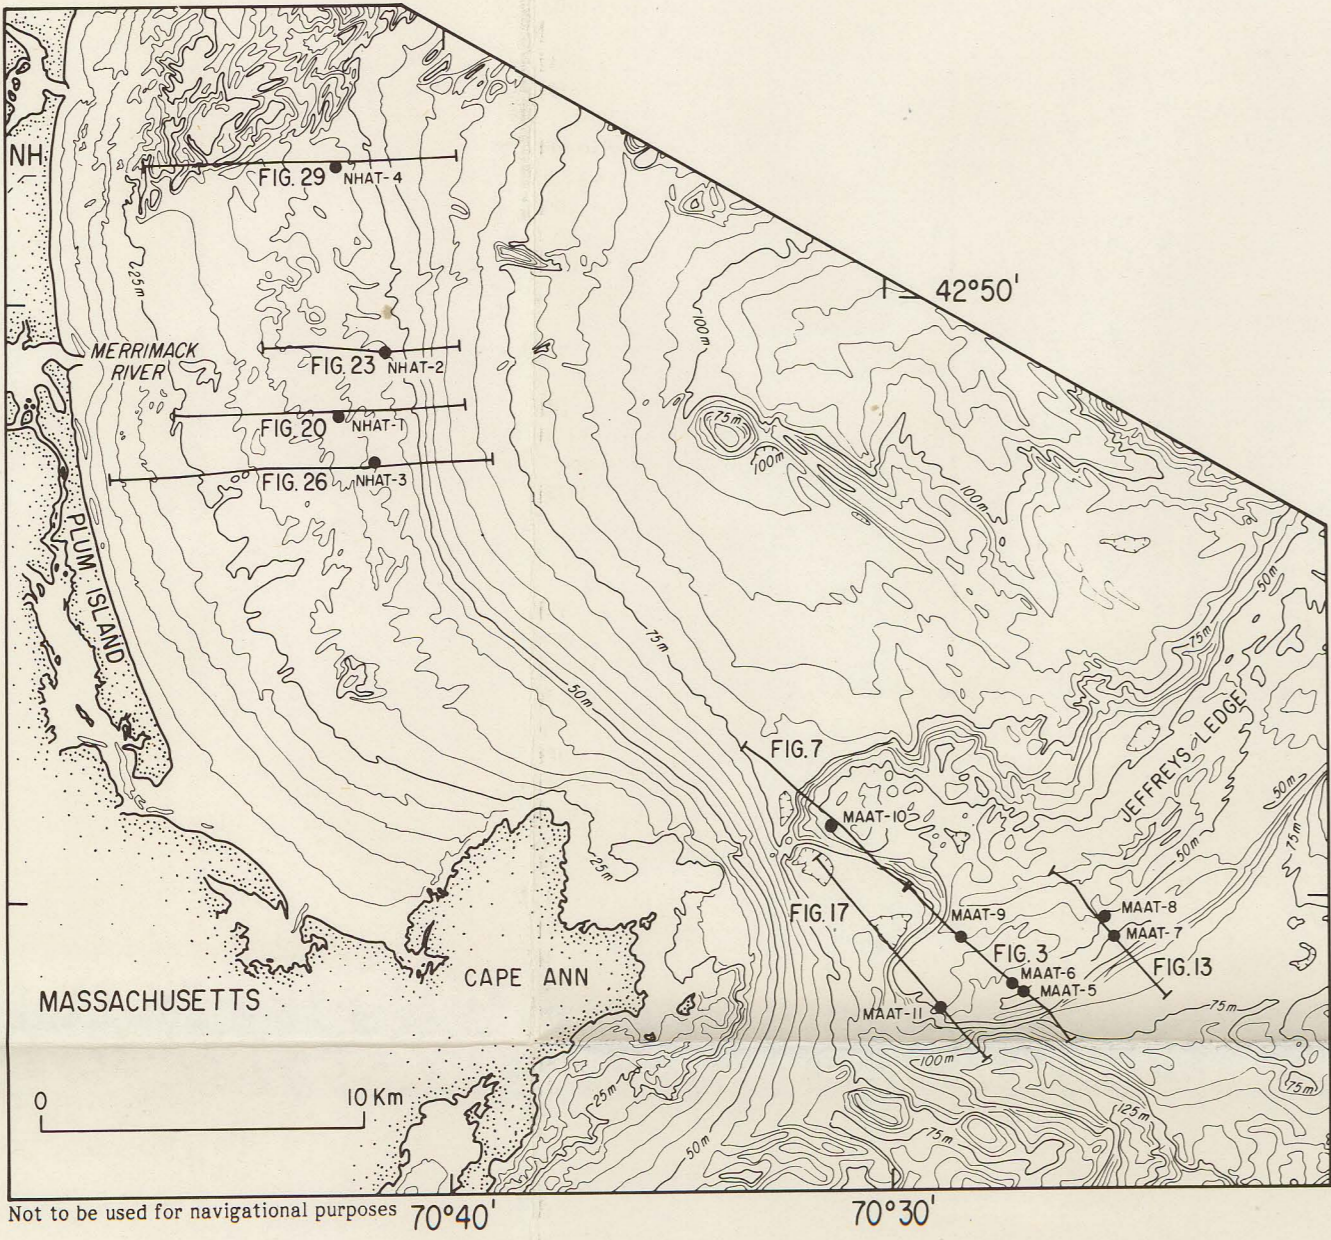 NH
FIG. 29
NHAT-4
25m
42°50'
100m
MERRIMACK
RIVER
FIG. 23
NHAT-2
FIG. 20
NHAT-1
75m
100m
FIG. 26
NHAT-3
100m
PLUM ISLAND
50m
75m
75m
50m
JEFFREYS LEDGE
FIG. 7
50m
MAAT-10
75m
50m
25m
FIG. 17
MAAT-9
MAAT-8
MAAT-7
FIG. 3
FIG. 13
CAPE ANN
MAAT-6
MAAT-5
MASSACHUSETTS
MAAT-11
75m
100m
75m
0
10 Km
25m
125m
75m
50m
Not to be used for navigational purposes
70°40'
70°30'